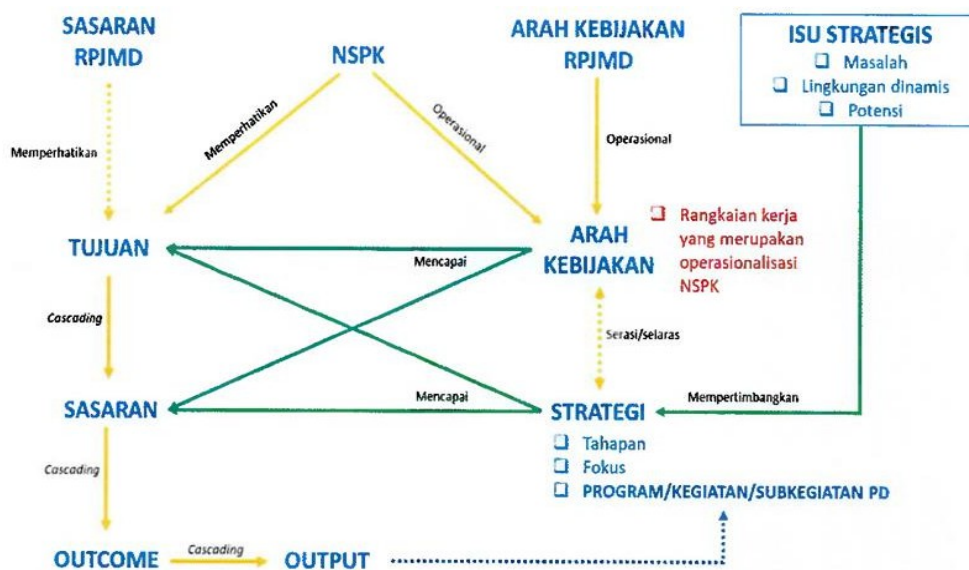 SASARAN
RPJMD
NSPK
ARAH KEBIJAKAN
RPJMD
ISU STRATEGIS
Masalah
Lingkungan dinamis
Potensi
Memperhatikan
Memperhatikan
Operasional
Operasional
TUJUAN
Mencapai
ARAH
KEBIJAKAN
Rangkaian kerja
yang merupakan
operasionalisasi
NSPK
Cascading
Serasi/selaras
SASARAN
Mencapai
STRATEGI
Mempertimbangkan
Tahapan
Fokus
PROGRAM/KEGIATAN/SUBKEGIATAN PD
Cascading
OUTCOME
Cascading
OUTPUT